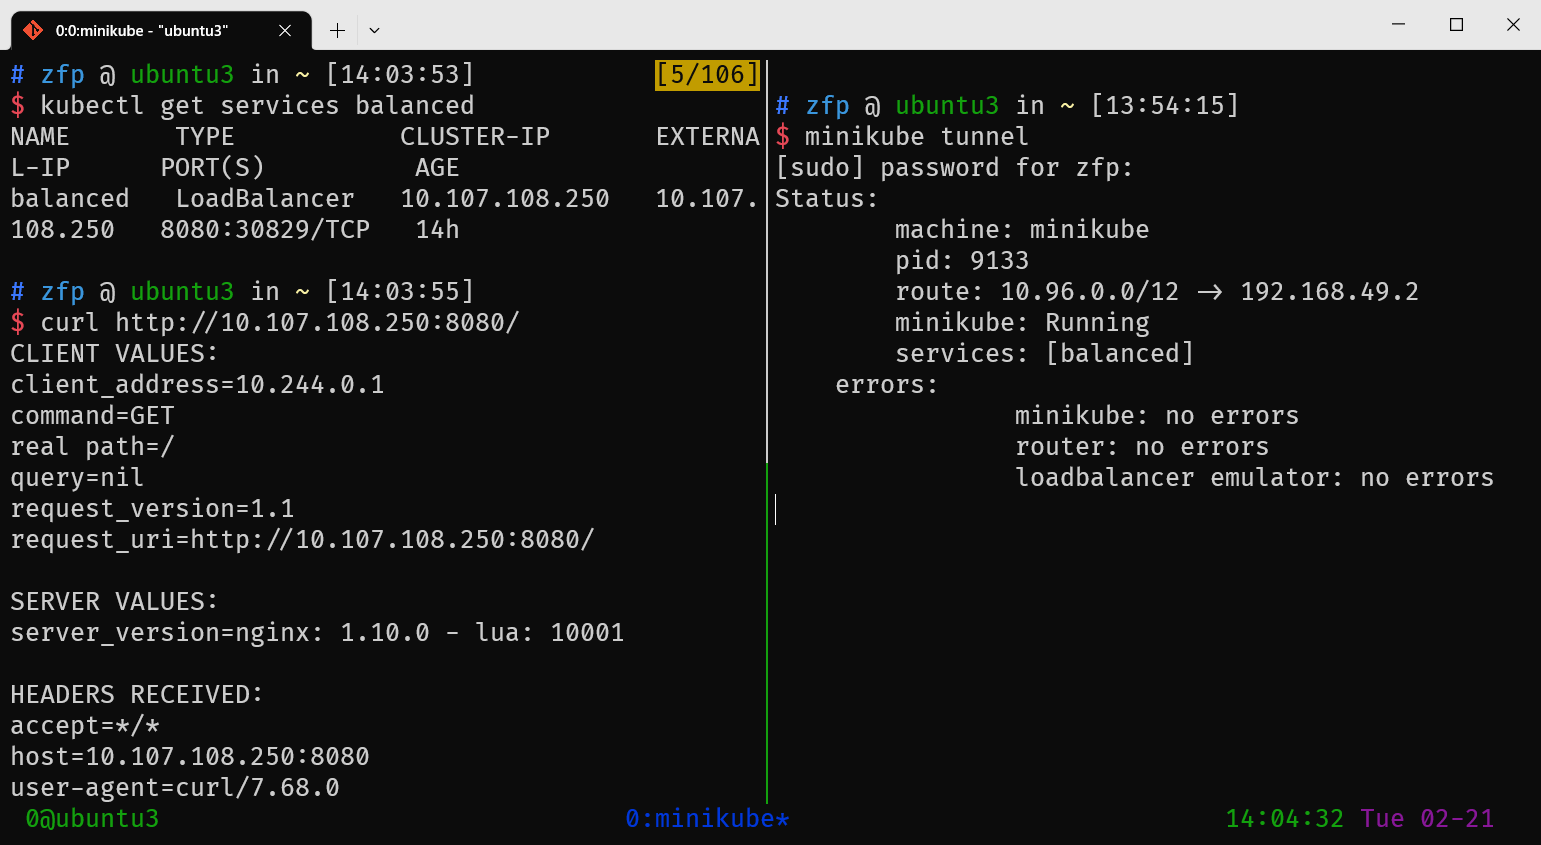 0:0:minikube - "ubuntu3"
# zfp @ ubuntu3 in ~ [14:03:53] [5/106]
$ kubectl get services balanced
NAME TYPE CLUSTER-IP EXTERNA
L-IP PORT(S) AGE
balanced LoadBalancer 10.107.108.250 10.107.
108.250 8080:30829/TCP 14h
# zfp @ ubuntu3 in ~ [14:03:55]
$ curl http://10.107.108.250:8080/
CLIENT VALUES:
client_address=10.244.0.1
command=GET
real path=/
query=nil
request_version=1.1
request_uri=http://10.107.108.250:8080/
SERVER VALUES:
server_version=nginx: 1.10.0 - lua: 10001
HEADERS RECEIVED:
accept=*/*
host=10.107.108.250:8080
user-agent=curl/7.68.0
# zfp @ ubuntu3 in ~ [13:54:15]
$ minikube tunnel
[sudo] password for zfp:
Status:
machine: minikube
pid: 9133
route: 10.96.0.0/12 -> 192.168.49.2
minikube: Running
services: [balanced]
errors:
minikube: no errors
router: no errors
loadbalancer emulator: no errors
0@ubuntu3 0:minikube* 14:04:32 Tue 02-21